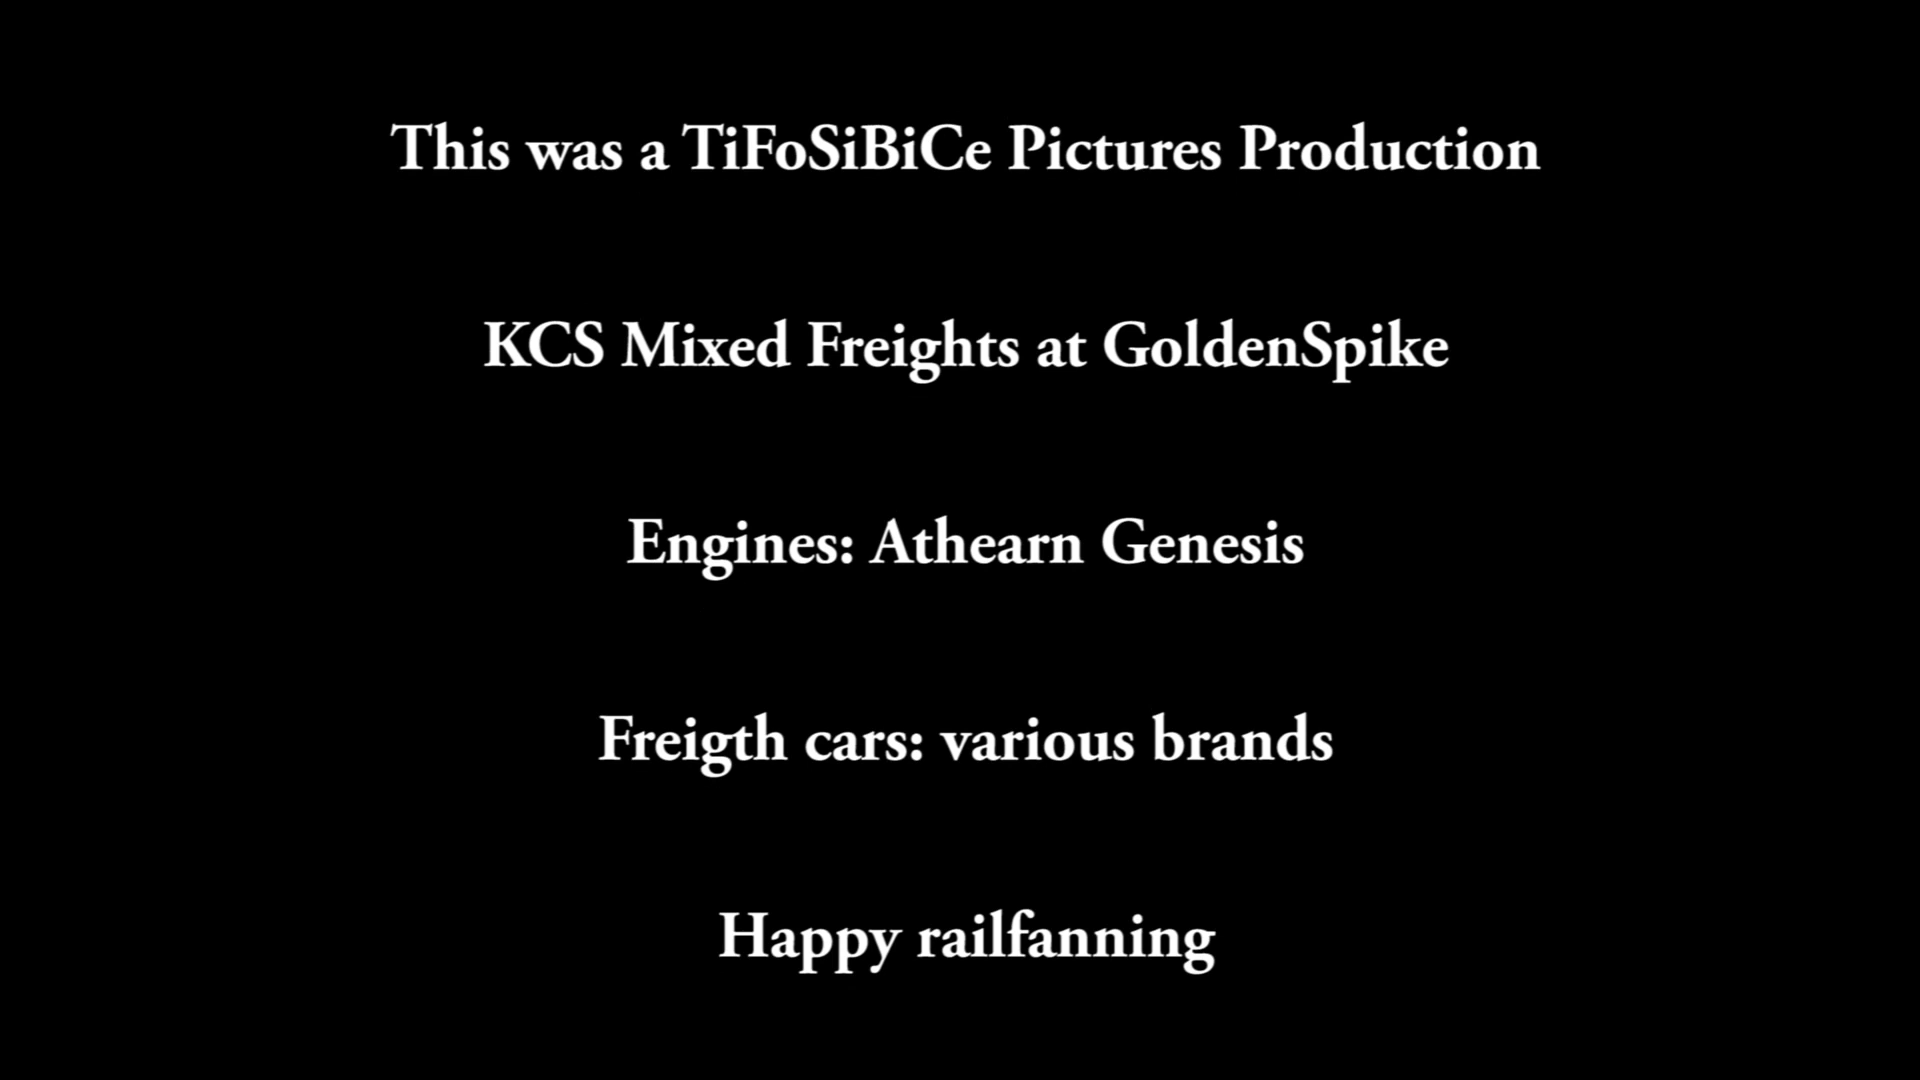 This was a TiFoSiBiCe Pictures Production
KCS Mixed Freights at GoldenSpike
Engines: Athearn Genesis
Freigth cars: various brands
Happy railfanning